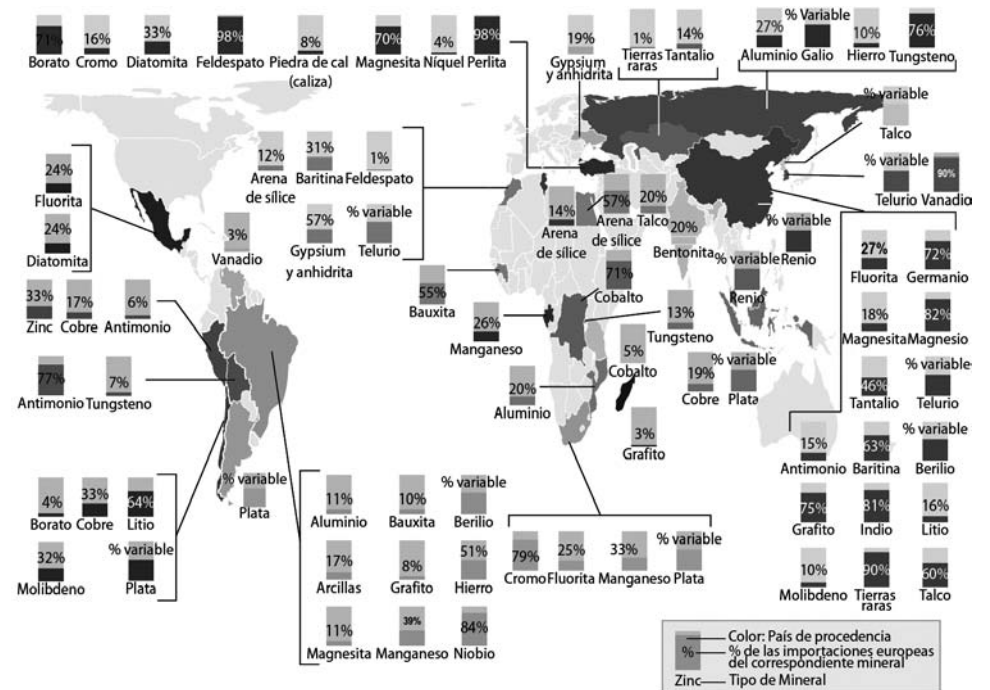 71% 16% 33% 98% 8% 70% 4% 98%
Borato Cromo Diatomita Feldespato Piedra de cal Magnesita Níquel Perlita
(caliza)
19%
Gypsium
y anhidrita
1% 14%
Tierras Tantalio
raras
27% % Variable 10% 76%
Aluminio Galio Hierro Tungsteno
% variable
Talco
24%
Fluorita
24%
Diatomita
12% 31% 1%
Arena Baritina Feldespato
de sílice
57% % variable
Gypsium Telurio
y anhidrita
3%
Vanadio
14%
Arena
de sílice
57%
Arena
de sílice
20%
Talco
20%
Bentonita
% variable 90%
Telurio Vanadio
% variable
Renio
% variable
Renio
33% 17% 6%
Zinc Cobre Antimonio
55%
Bauxita
71%
Cobalto
26%
Manganeso
13%
Tungsteno
77% 7%
Antimonio Tungsteno
20%
Aluminio
5%
Cobalto
3%
Grafito
19% % variable
Cobre Plata
27% 72%
Fluorita Germanio
18% 82%
Magnesita Magnesio
46% % variable
Tantalio Telurio
15% 63% % variable
Antimonio Baritina Berilio
75% 81% 16%
Grafito Indio Litio
10% 90% 60%
Molibdeno Tierras Talco
raras
4% 33% 64%
Borato Cobre Litio
32% % variable
Molibdeno Plata
% variable
Plata
11% 10% % variable
Aluminio Bauxita Berilio
17% 8% 51%
Arcillas Grafito Hierro
11% 39% 84%
Magnesita Manganeso Niobio
79% 25% 33% % variable
Cromo Fluorita Manganeso Plata
Color: País de procedencia
% % de las importaciones europeas
del correspondiente mineral
Zinc Tipo de Mineral